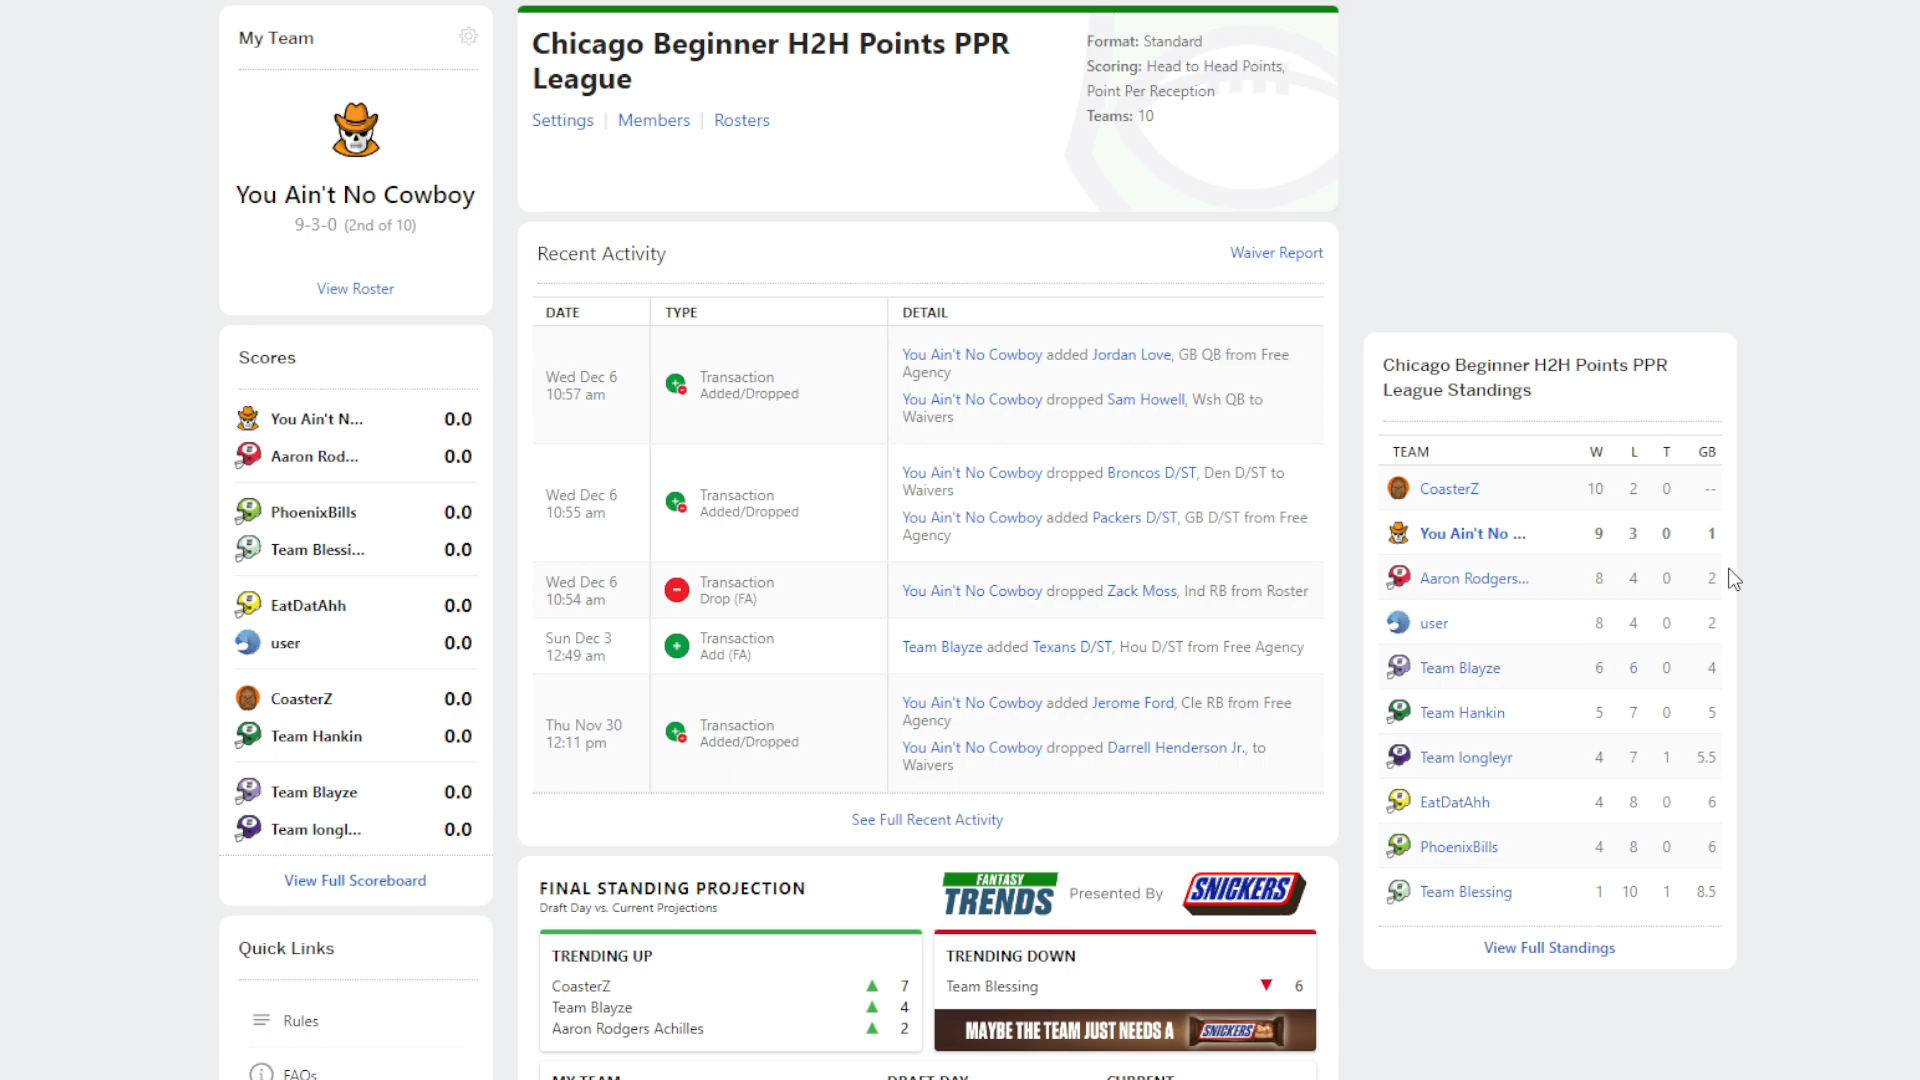 My Team
You Ain't No Cowboy
9-3-0 (2nd of 10)
View Roster
Scores
You Ain't N... 0.0
Aaron Rod... 0.0
PhoenixBills 0.0
Team Blessi... 0.0
EatDatAhh 0.0
user 0.0
CoasterZ 0.0
Team Hankin 0.0
Team Blayze 0.0
Team longl... 0.0
View Full Scoreboard
Quick Links
Rules
FAQs
Chicago Beginner H2H Points PPR
League
Settings | Members | Rosters
Format: Standard
Scoring: Head to Head Points,
Point Per Reception
Teams: 10
Recent Activity
Waiver Report
DATE TYPE DETAIL
Wed Dec 6
10:57 am
Transaction
Added/Dropped
You Ain't No Cowboy added Jordan Love, GB QB from Free
Agency
You Ain't No Cowboy dropped Sam Howell, Wsh QB to
Waivers
Wed Dec 6
10:55 am
Transaction
Added/Dropped
You Ain't No Cowboy dropped Broncos D/ST, Den D/ST to
Waivers
You Ain't No Cowboy added Packers D/ST, GB D/ST from Free
Agency
Wed Dec 6
10:54 am
Transaction
Drop (FA)
You Ain't No Cowboy dropped Zack Moss, Ind RB from Roster
Sun Dec 3
12:49 am
Transaction
Add (FA)
Team Blayze added Texans D/ST, Hou D/ST from Free Agency
Thu Nov 30
12:11 pm
Transaction
Added/Dropped
You Ain't No Cowboy added Jerome Ford, Cle RB from Free
Agency
You Ain't No Cowboy dropped Darrell Henderson Jr., to
Waivers
See Full Recent Activity
FINAL STANDING PROJECTION
Draft Day vs. Current Projections
FANTASY
TRENDS
Presented By
SNICKERS
TRENDING UP
CoasterZ 7
Team Blayze 4
Aaron Rodgers Achilles 2
TRENDING DOWN
Team Blessing 6
MAYBE THE TEAM JUST NEEDS A SNICKERS
MY TEAM DRAFT DAY CURRENT
Chicago Beginner H2H Points PPR
League Standings
TEAM W L T GB
CoasterZ 10 2 0 --
You Ain't No ... 9 3 0 1
Aaron Rodgers... 8 4 0 2
user 8 4 0 2
Team Blayze 6 6 0 4
Team Hankin 5 7 0 5
Team longleyr 4 7 1 5.5
EatDatAhh 4 8 0 6
PhoenixBills 4 8 0 6
Team Blessing 1 10 1 8.5
View Full Standings